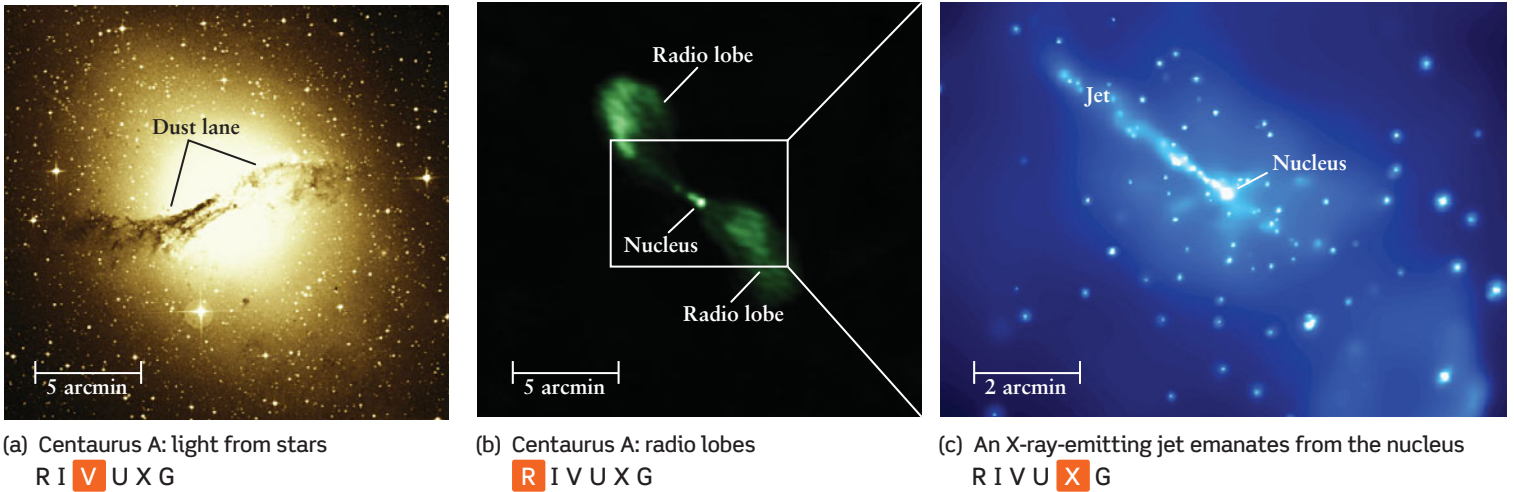 Dust lane
5 arcmin
(a) Centaurus A: light from stars
R I V U X G
Radio lobe
Nucleus
Radio lobe
5 arcmin
(b) Centaurus A: radio lobes
R I V U X G
Jet
Nucleus
2 arcmin
(c) An X-ray-emitting jet emanates from the nucleus
R I V U X G